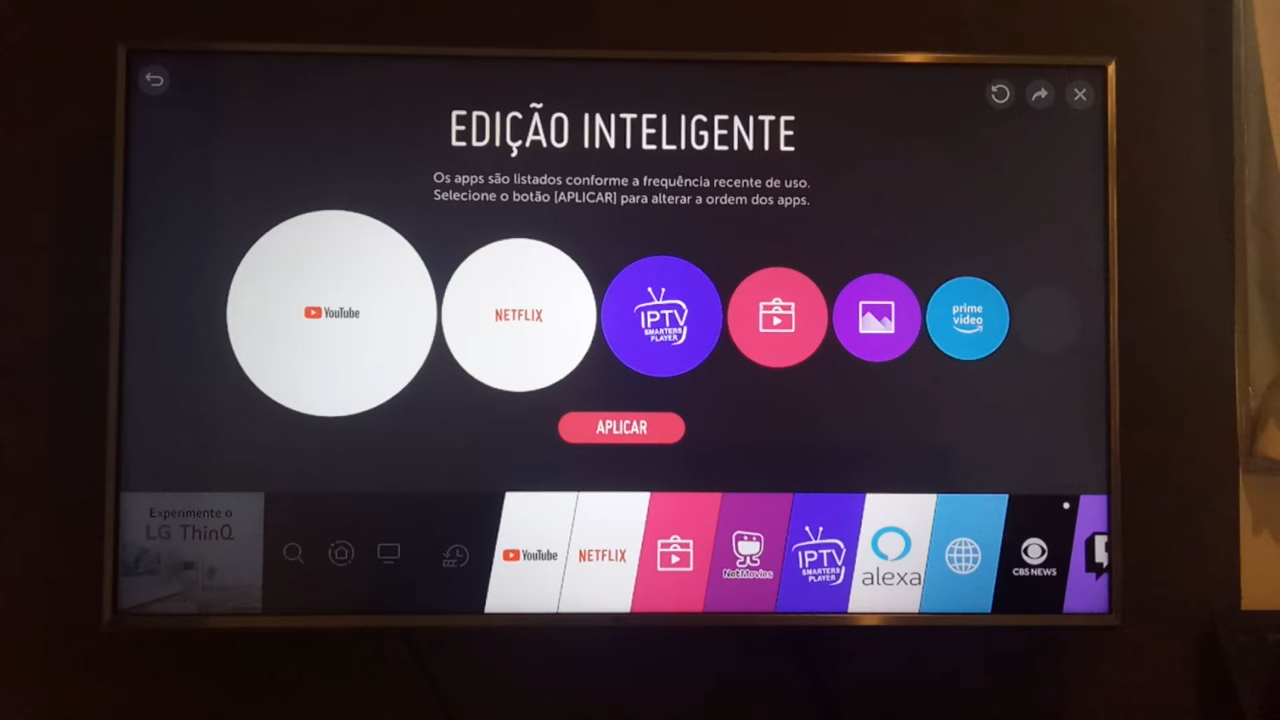 EDIÇÃO INTELIGENTE
Os apps são listados conforme a frequência recente de uso.
Selecione o botão [APLICAR] para alterar a ordem dos apps.
YouTube
NETFLIX
IPTV
SMARTERS
PLAYER
prime
video
APLICAR
Experimente o
LG ThinQ
YouTube
NETFLIX
NetMovies
IPTV
SMARTERS
PLAYER
alexa
CBS NEWS